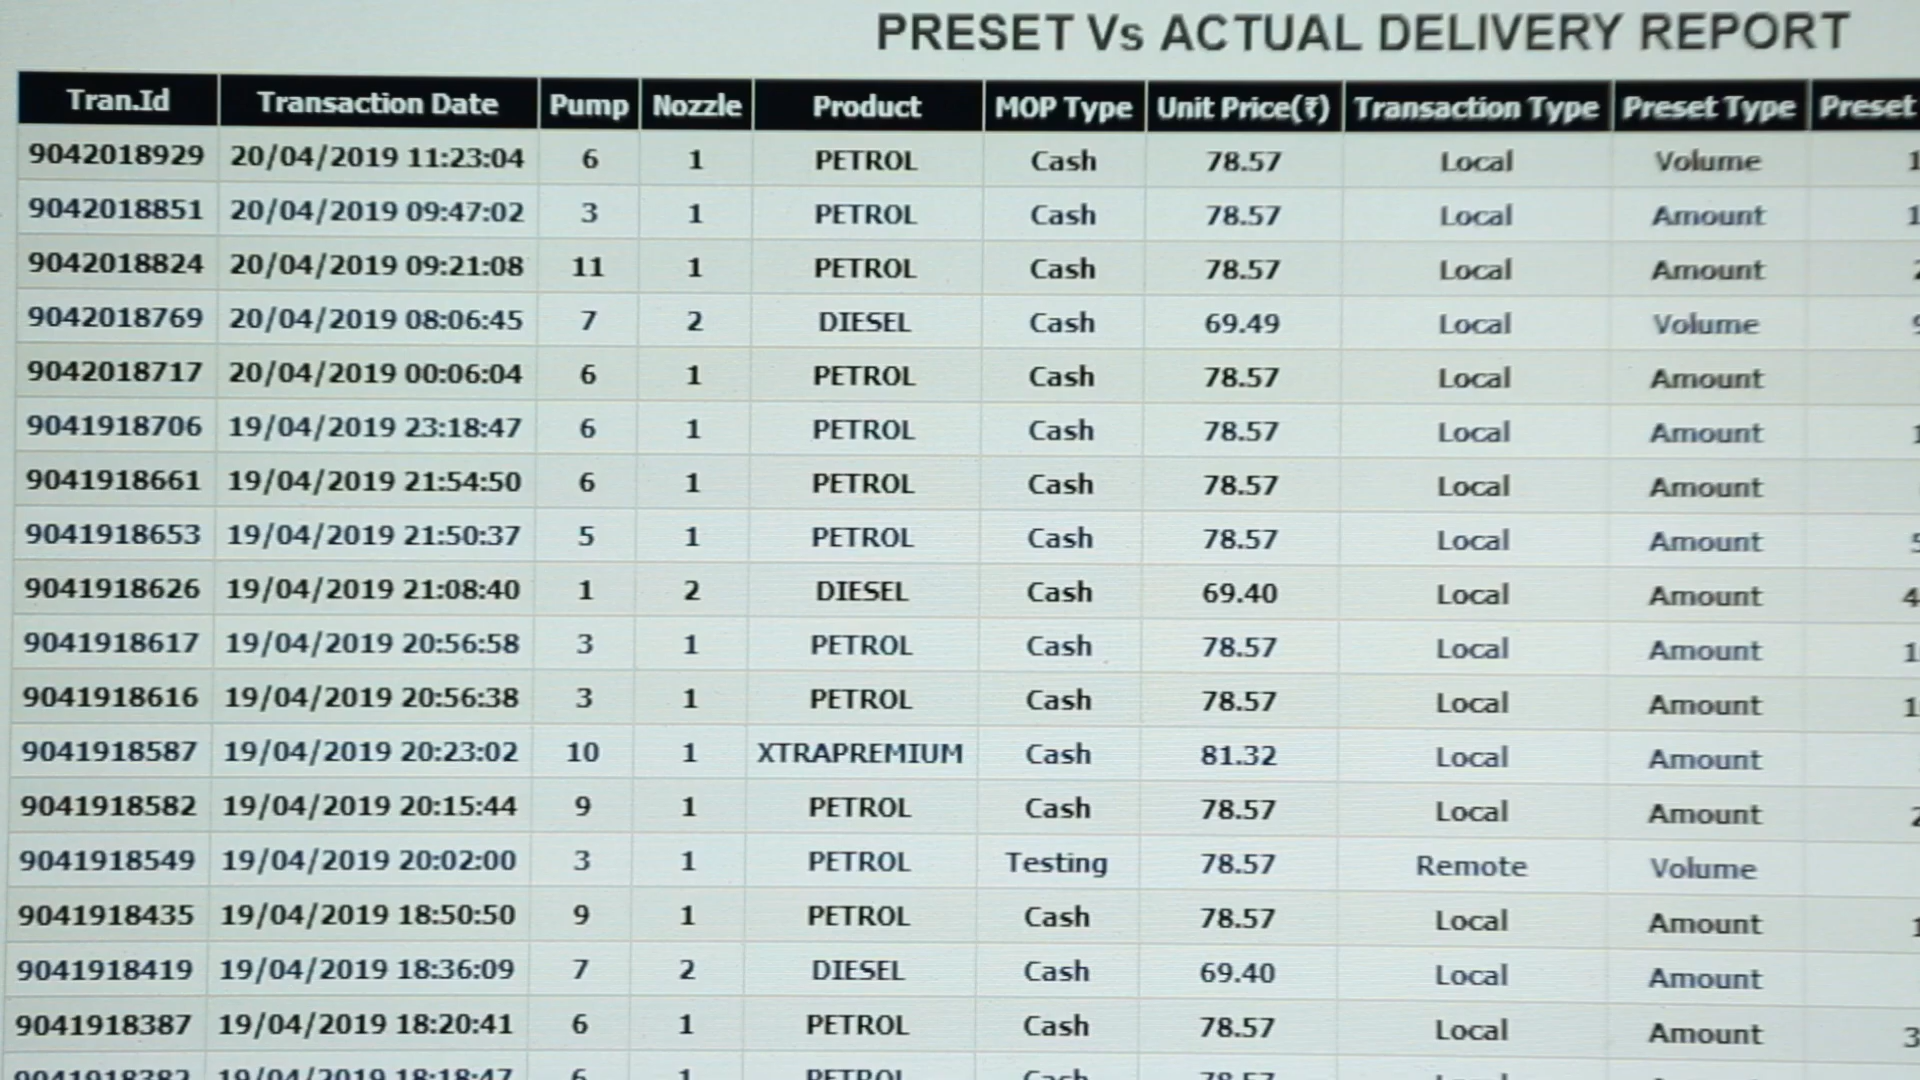 PRESET Vs ACTUAL DELIVERY REPORT
Tran.Id Transaction Date Pump Nozzle Product MOP Type Unit Price(₹) Transaction Type Preset Type Preset
9042018929 20/04/2019 11:23:04 6 1 PETROL Cash 78.57 Local Volume
9042018851 20/04/2019 09:47:02 3 1 PETROL Cash 78.57 Local Amount
9042018824 20/04/2019 09:21:08 11 1 PETROL Cash 78.57 Local Amount
9042018769 20/04/2019 08:06:45 7 2 DIESEL Cash 69.49 Local Volume
9042018717 20/04/2019 00:06:04 6 1 PETROL Cash 78.57 Local Amount
9041918706 19/04/2019 23:18:47 6 1 PETROL Cash 78.57 Local Amount
9041918661 19/04/2019 21:54:50 6 1 PETROL Cash 78.57 Local Amount
9041918653 19/04/2019 21:50:37 5 1 PETROL Cash 78.57 Local Amount
9041918626 19/04/2019 21:08:40 1 2 DIESEL Cash 69.40 Local Amount
9041918617 19/04/2019 20:56:58 3 1 PETROL Cash 78.57 Local Amount
9041918616 19/04/2019 20:56:38 3 1 PETROL Cash 78.57 Local Amount
9041918587 19/04/2019 20:23:02 10 1 XTRAPREMIUM Cash 81.32 Local Amount
9041918582 19/04/2019 20:15:44 9 1 PETROL Cash 78.57 Local Amount
9041918549 19/04/2019 20:02:00 3 1 PETROL Testing 78.57 Remote Volume
9041918435 19/04/2019 18:50:50 9 1 PETROL Cash 78.57 Local Amount
9041918419 19/04/2019 18:36:09 7 2 DIESEL Cash 69.40 Local Amount
9041918387 19/04/2019 18:20:41 6 1 PETROL Cash 78.57 Local Amount
9041918382 19/04/2019 18:18:47 6 1 PETROL Cash 78.57